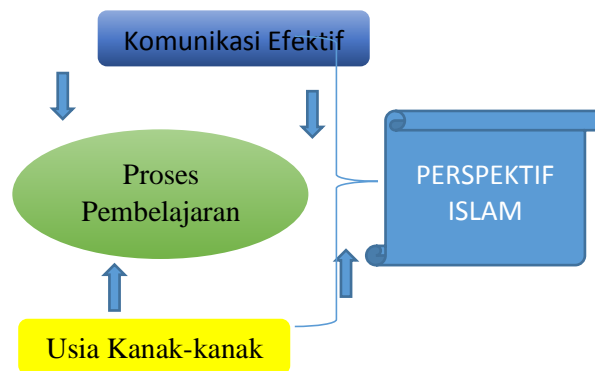 Komunikasi Efektif
Proses
Pembelajaran
PERSPEKTIF
ISLAM
Usia Kanak-kanak